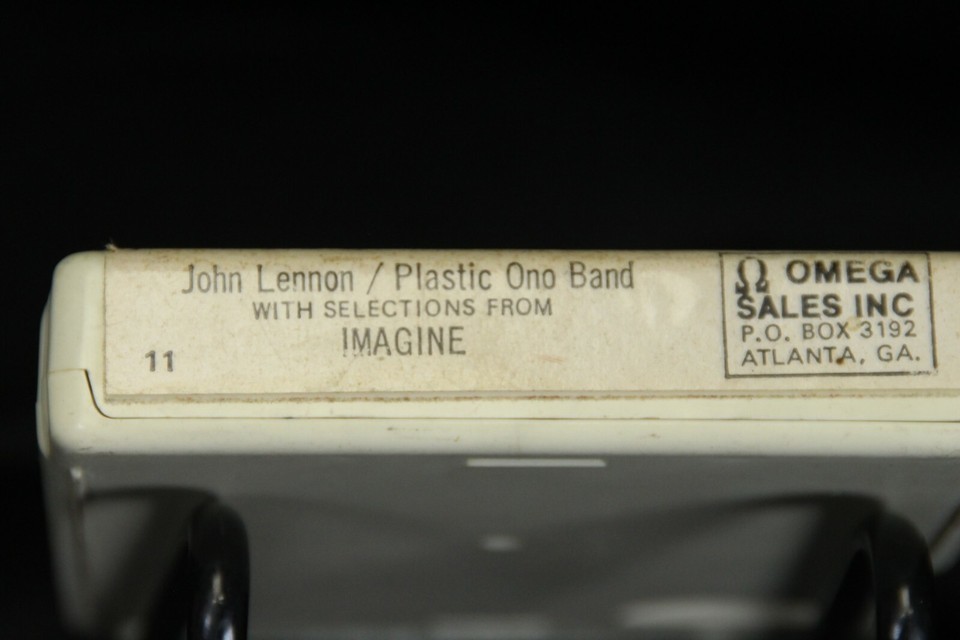 John Lennon / Plastic Ono Band
WITH SELECTIONS FROM
IMAGINE
11
Ω OMEGA
SALES INC
P.O. BOX 3192
ATLANTA, GA.